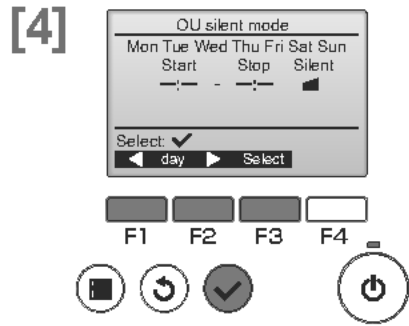 [4]
OU silent mode
Mon Tue Wed Thu Fri Sat Sun
Start Stop Silent
--:-- - --:--
Select: ✔
◀ day ▶ Select
F1 F2 F3 F4